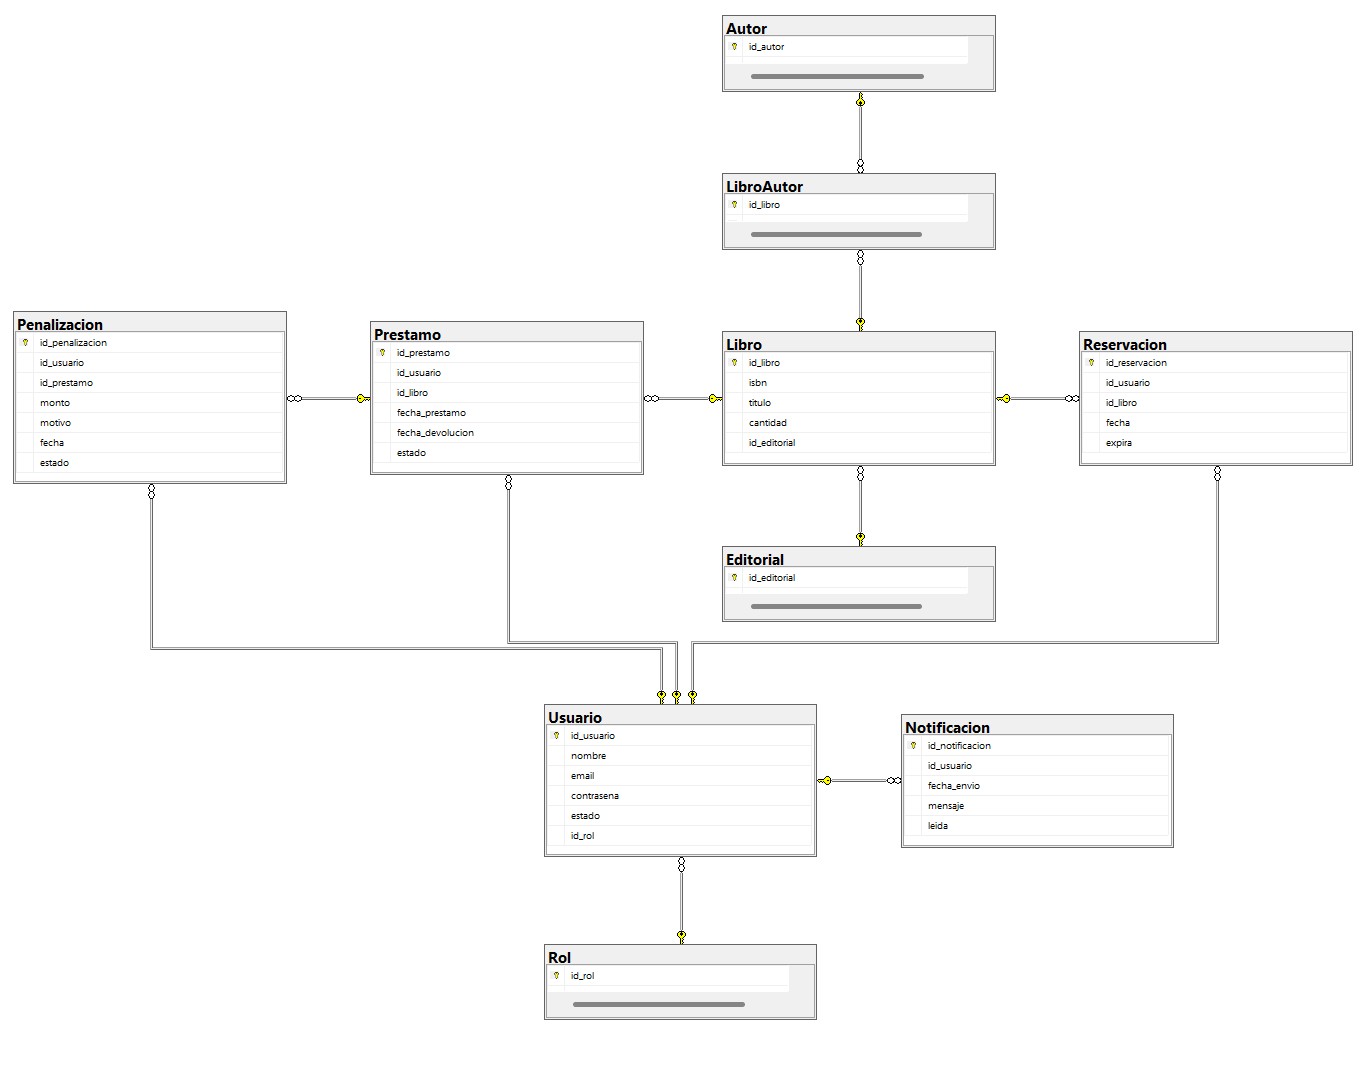 Autor
id_autor
LibroAutor
id_libro
Penalizacion
id_penalizacion
id_usuario
id_prestamo
monto
motivo
fecha
estado
Prestamo
id_prestamo
id_usuario
id_libro
fecha_prestamo
fecha_devolucion
estado
Libro
id_libro
isbn
titulo
cantidad
id_editorial
Reservacion
id_reservacion
id_usuario
id_libro
fecha
expira
Editorial
id_editorial
Usuario
id_usuario
nombre
email
contrasena
estado
id_rol
Notificacion
id_notificacion
id_usuario
fecha_envio
mensaje
leida
Rol
id_rol